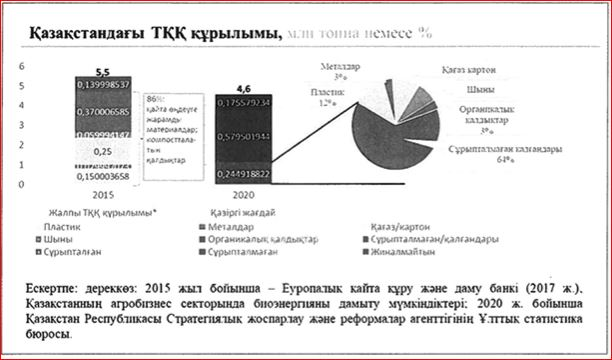 Қазақстандағы ТҚҚ құрылымы, млн тонна немесе %
6
5
4
3
2
1
0
5,5
0,139998537
0,370006585
0,059994147
0,25
0,150003658
2015
86%:
қайта өңдеуге
жарамды
материалдар;
компосттала-
тын
қалдықтар
4,6
0,175579234
0,579501944
0,244918822
2020
Металдар
3%
Пластик:
12%
Қағаз картон
Шыны
Органикалық
қалдықтар
3%
Сұрыпталмаған қалғандары
64%
Жалпы ТҚҚ құрылымы*
Қазіргі жағдай
Пластик
Металдар
Қағаз/картон
Шыны
Органикалық қалдықтар
Сұрыпталмаған/қалғандары
Сұрыпталған
Сұрыпталмаған
Жиналмайтын
Ескертпе: дереккөз: 2015 жыл бойынша – Еуропалық қайта құру және даму банкі (2017 ж.),
Қазақстанның агробизнес секторында биоэнергияны дамыту мүмкіндіктері; 2020 ж. бойынша
Қазақстан Республикасы Стратегиялық жоспарлау және реформалар агенттігінің Ұлттық статистика
бюросы.